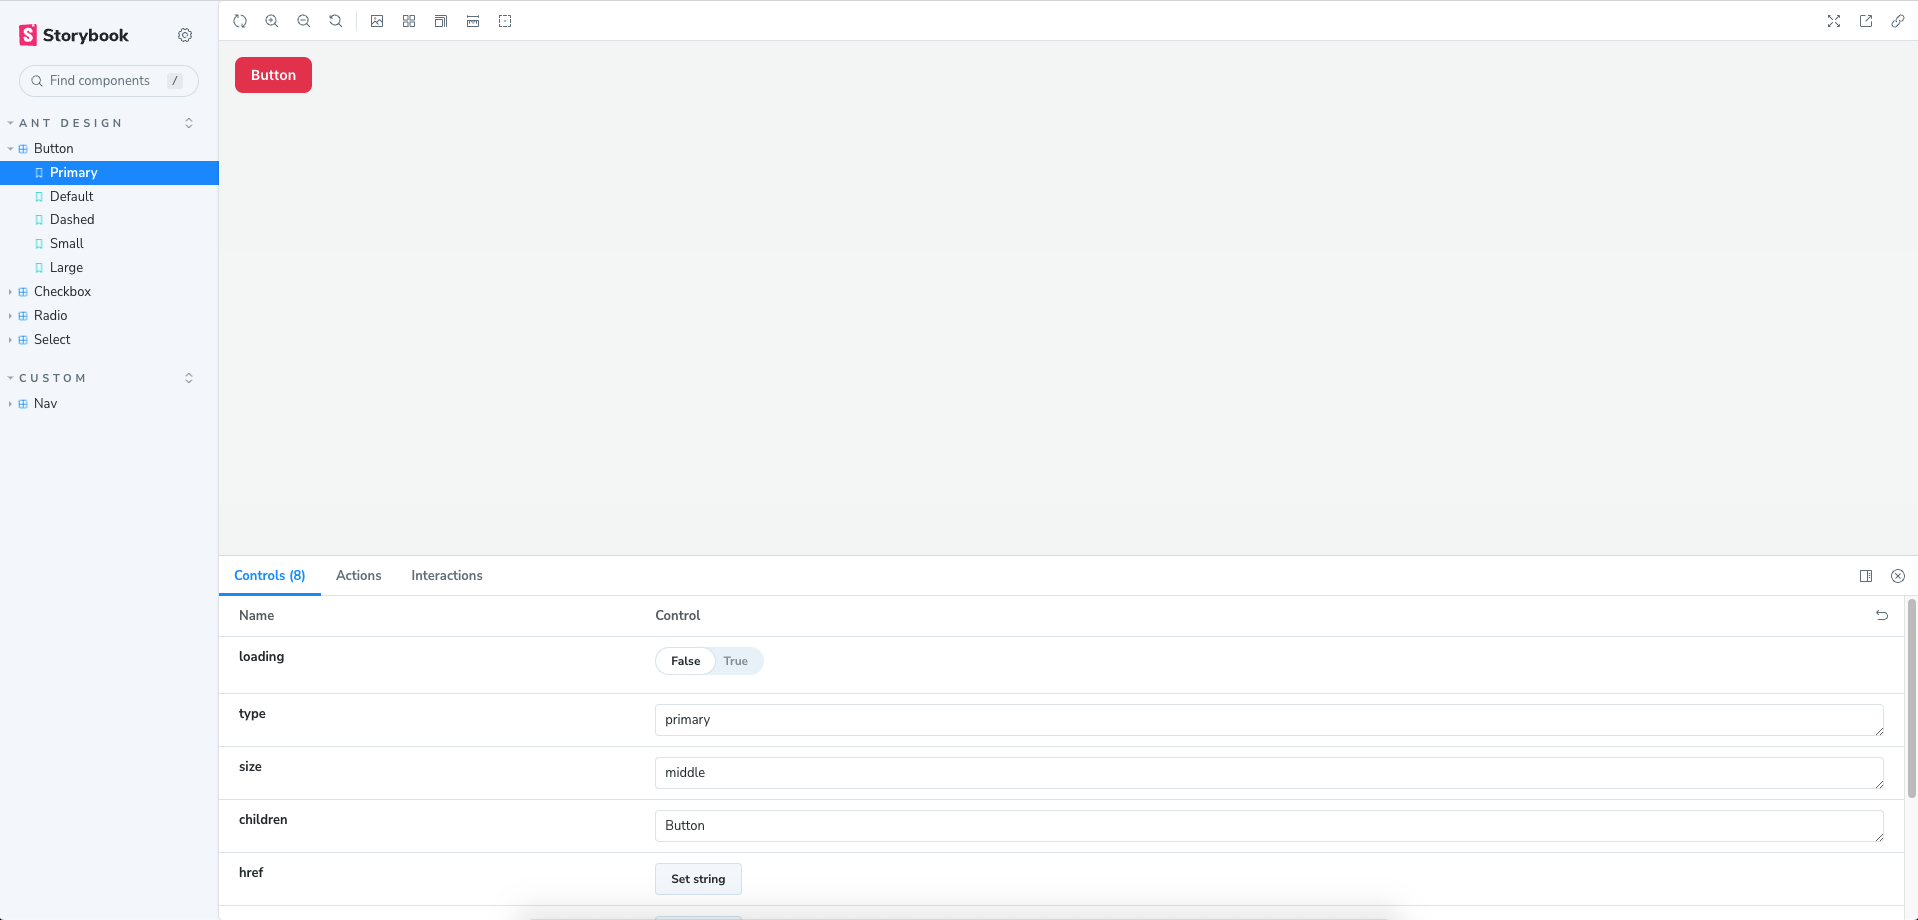 Storybook
Find components /
ANT DESIGN
Button
Primary
Default
Dashed
Small
Large
Checkbox
Radio
Select
CUSTOM
Nav
Button
Controls (8) Actions Interactions
Name Control
loading False True
type primary
size middle
children Button
href Set string